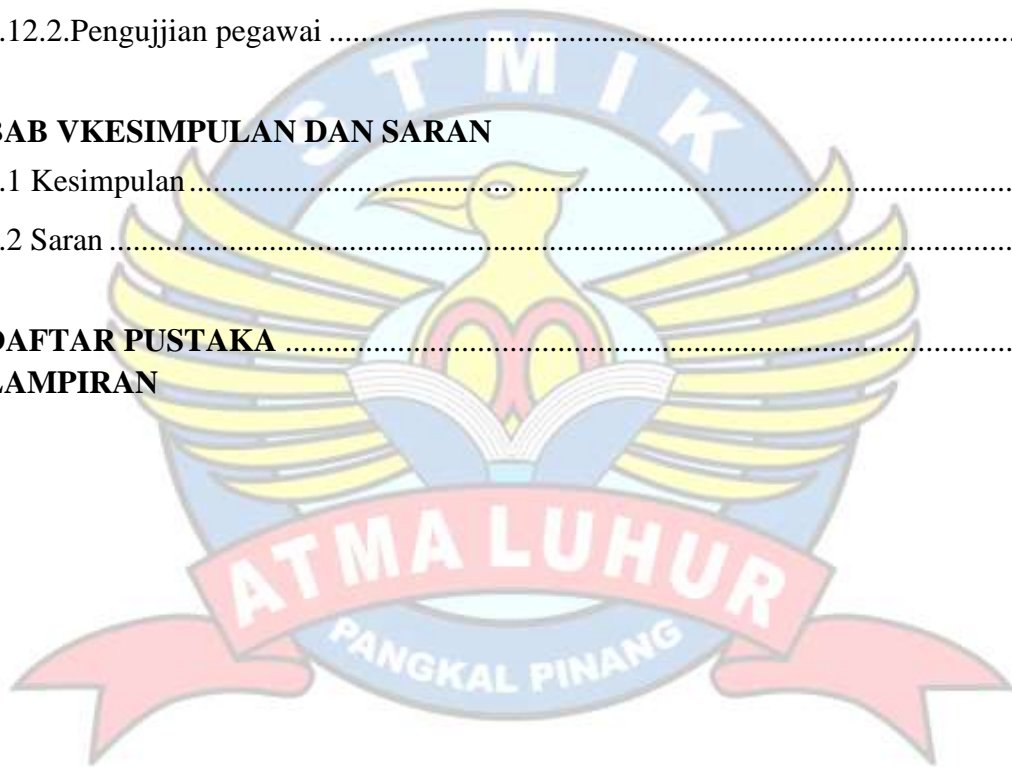 .12.2.Pengujjian pegawai ........................................................................................
BAB VKESIMPULAN DAN SARAN
.1 Kesimpulan ........................................................................................................
.2 Saran ..................................................................................................................
DAFTAR PUSTAKA ...........................................................................................
LAMPIRAN
STMIK
ATMA LUHUR
PANGKAL PINANG